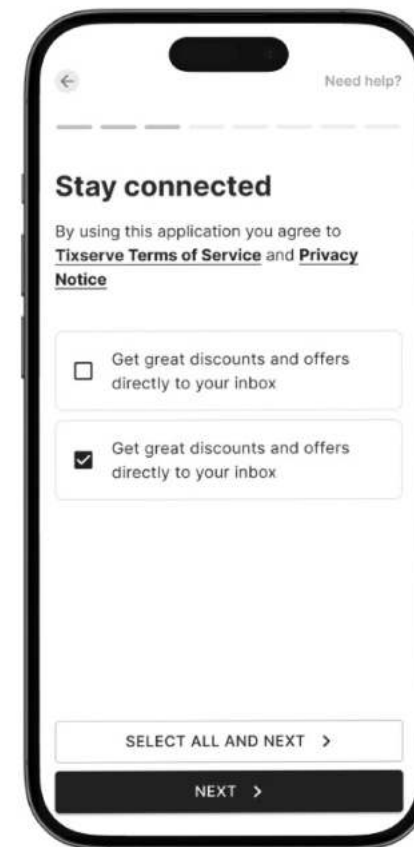 Need help?
Stay connected
By using this application you agree to
Tixserve Terms of Service and Privacy
Notice
Get great discounts and offers
directly to your inbox
Get great discounts and offers
directly to your inbox
SELECT ALL AND NEXT
NEXT